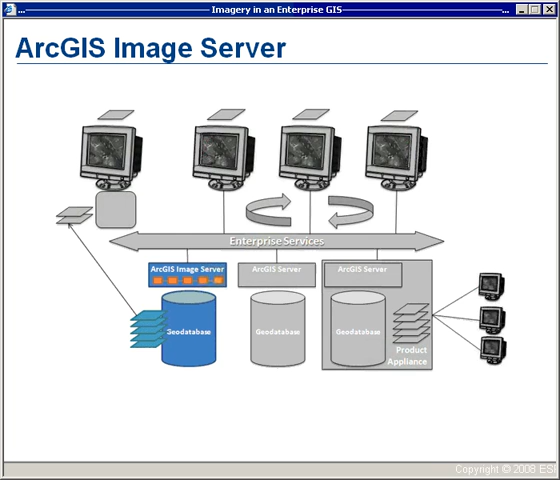 Imagery in an Enterprise GIS
ArcGIS Image Server
Enterprise Services
ArcGIS Image Server
ArcGIS Server
ArcGIS Server
Geodatabase
Geodatabase
Geodatabase
Product
Appliance
Copyright © 2008 ES